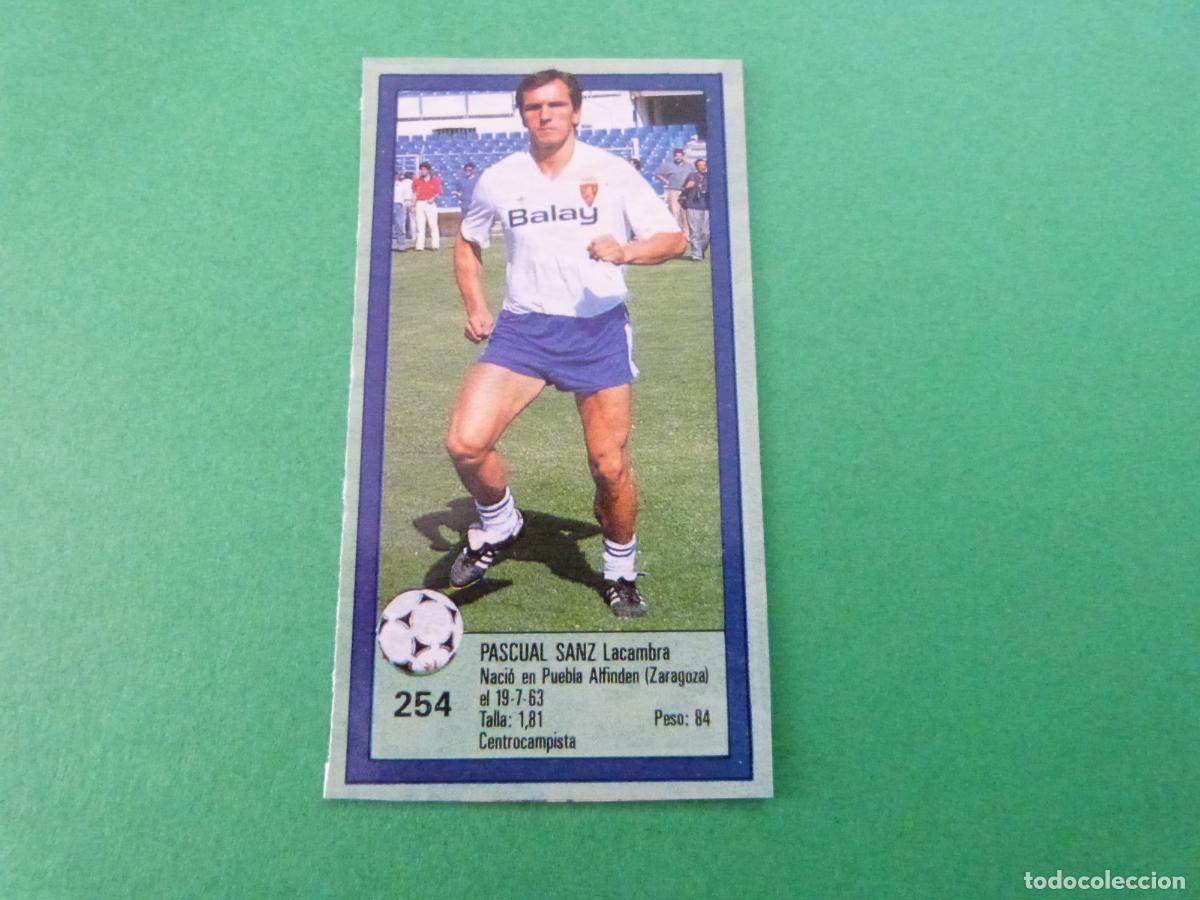 Balay
PASCUAL SANZ Lacambra
Nació en Puebla Alfinden (Zaragoza)
254
el 19-7-63
Talla: 1,81 Peso: 84
Centrocampista
todocoleccion